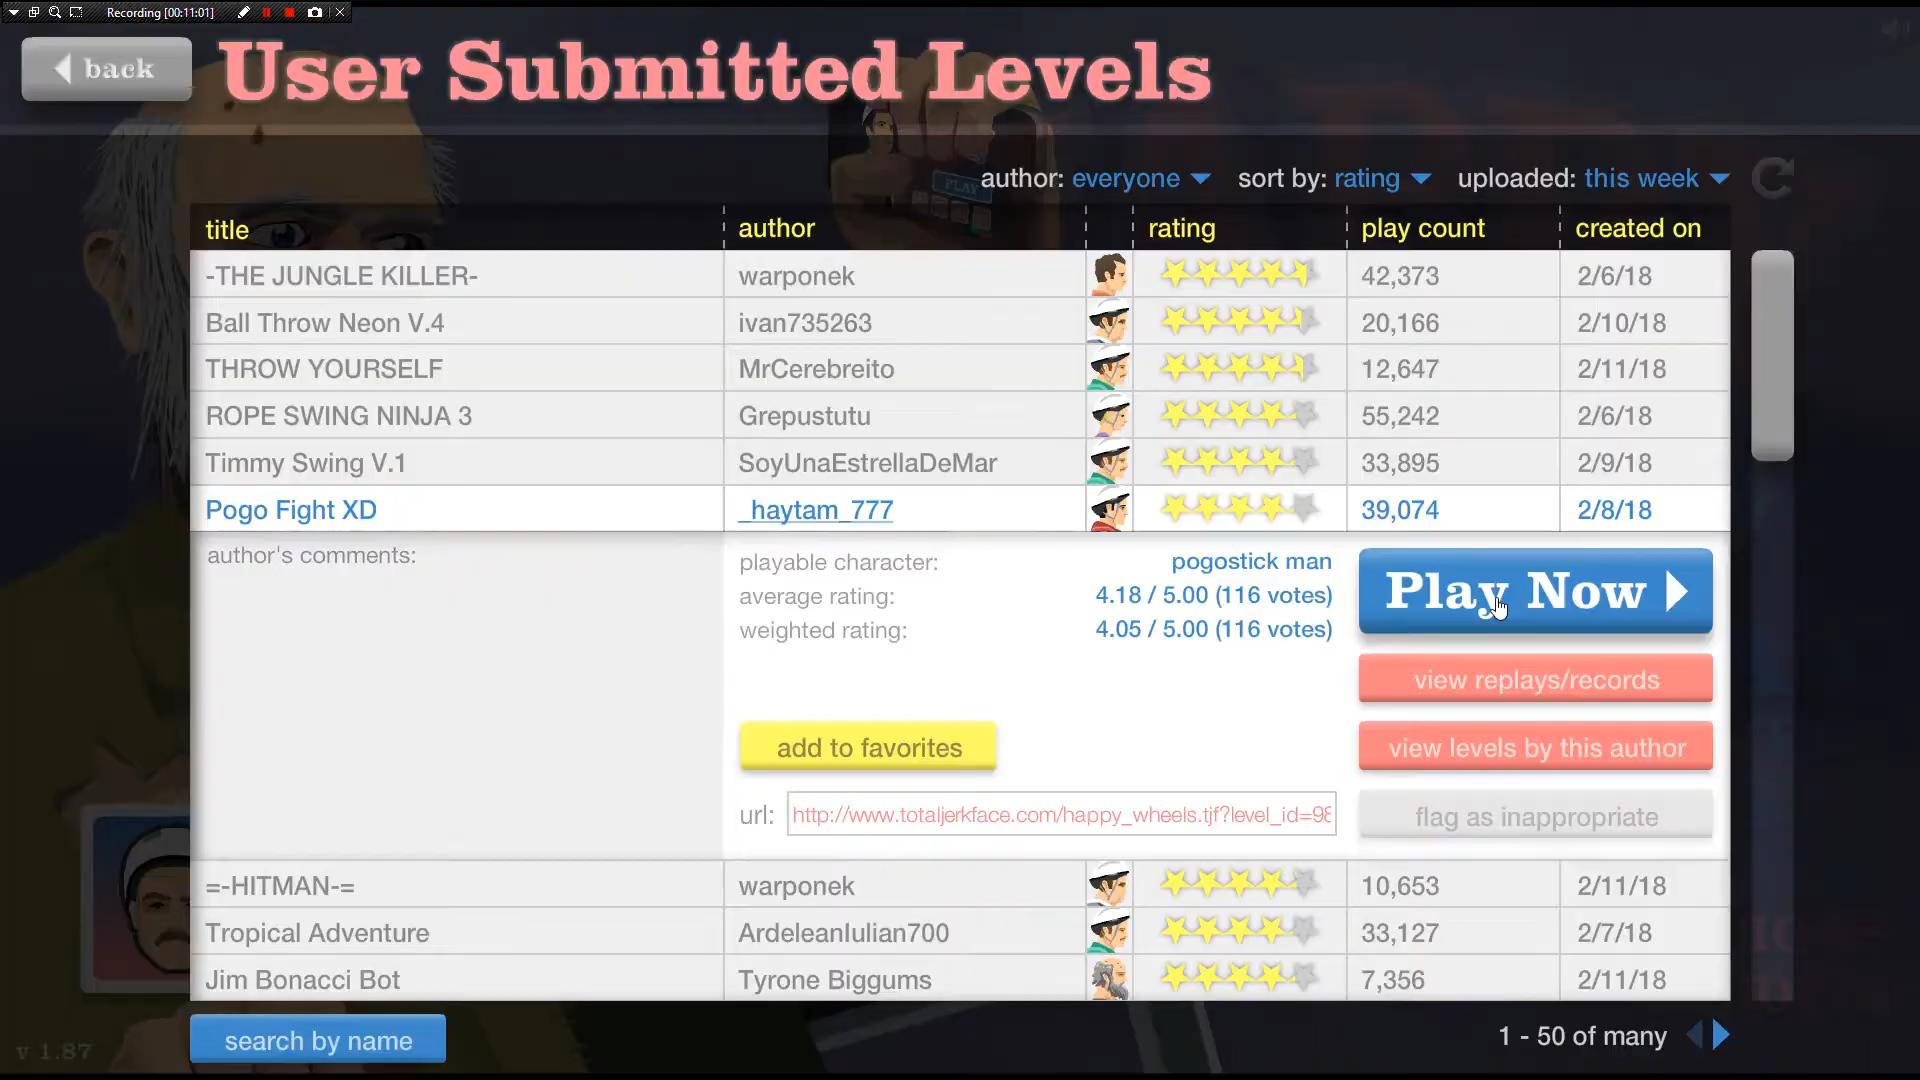 Recording [00:11:01]
back
User Submitted Levels
author: everyone sort by: rating uploaded: this week
title author rating play count created on
-THE JUNGLE KILLER- warponek 42,373 2/6/18
Ball Throw Neon V.4 ivan735263 20,166 2/10/18
THROW YOURSELF MrCerebreito 12,647 2/11/18
ROPE SWING NINJA 3 Grepustutu 55,242 2/6/18
Timmy Swing V.1 SoyUnaEstrellaDeMar 33,895 2/9/18
Pogo Fight XD _haytam_777 39,074 2/8/18
author's comments:
playable character: pogostick man
average rating: 4.18 / 5.00 (116 votes)
weighted rating: 4.05 / 5.00 (116 votes)
Play Now
view replays/records
add to favorites
view levels by this author
url: http://www.totaljerkface.com/happy_wheels.tjf?level_id=98
flag as inappropriate
=-HITMAN-= warponek 10,653 2/11/18
Tropical Adventure ArdeleanIulian700 33,127 2/7/18
Jim Bonacci Bot Tyrone Biggums 7,356 2/11/18
search by name
1 - 50 of many
v 1.87